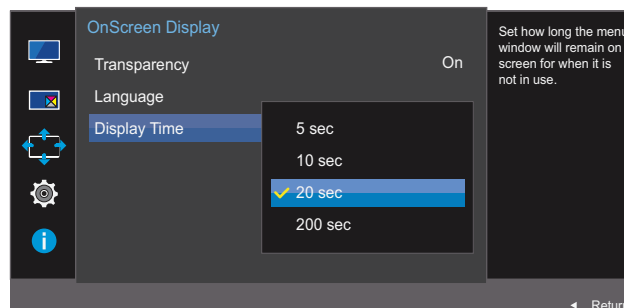 OnScreen Display
Transparency On
Language
Display Time
5 sec
10 sec
20 sec
200 sec
Set how long the menu
window will remain on
screen for when it is
not in use.
Return